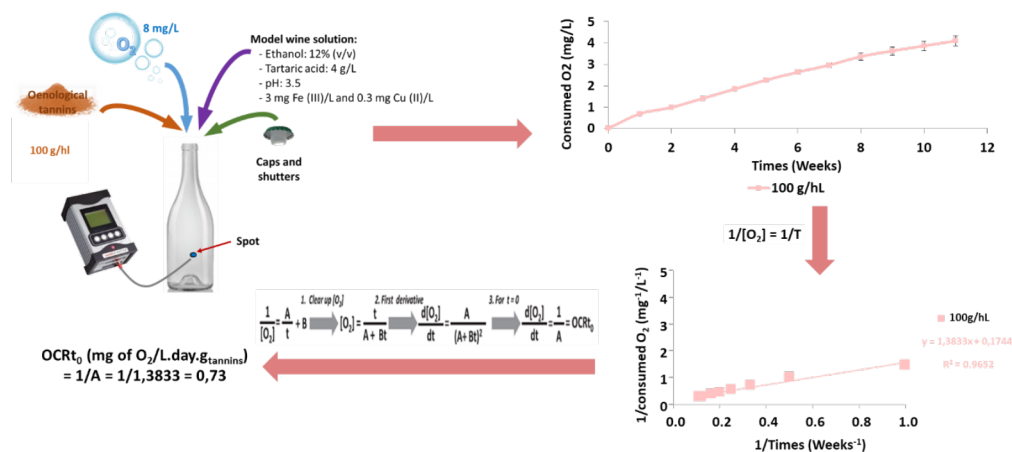 8 mg/L
O2
Oenological
tannins
100 g/hl
Model wine solution:
- Ethanol: 12% (v/v)
- Tartaric acid: 4 g/L
- pH: 3.5
- 3 mg Fe (III)/L and 0.3 mg Cu (II)/L
Caps and
shutters
Spot
Consumed O2 (mg/L)
5
4
3
2
1
0
0 2 4 6 8 10 12
Times (Weeks)
100 g/hL
1/[O₂] = 1/T
1/consumed O₂ (mg⁻¹/L⁻¹)
5
4
3
2
1
0
0.0 0.2 0.4 0.6 0.8 1.0
1/Times (Weeks⁻¹)
100g/hL
y = 1,3833x + 0,1744
R² = 0.9652
1. Clear up [O₂] 2. First derivative 3. For t = 0
1/[O₂] = A/t + B [O₂] = t/(A + Bt) d[O₂]/dt = A/(A + Bt)² d[O₂]/dt = 1/A = OCRt₀
OCRt₀ (mg of O₂/L.day.g tannins)
= 1/A = 1/1,3833 = 0,73